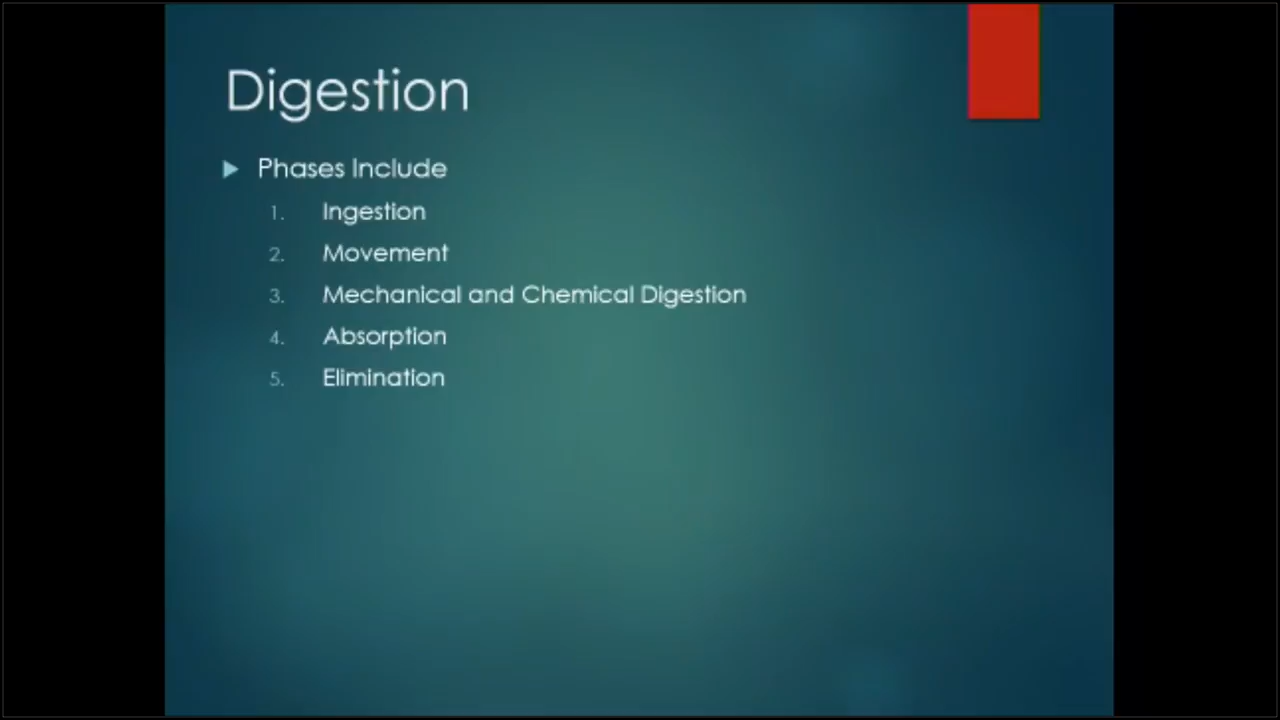 Digestion
Phases Include
1. Ingestion
2. Movement
3. Mechanical and Chemical Digestion
4. Absorption
5. Elimination